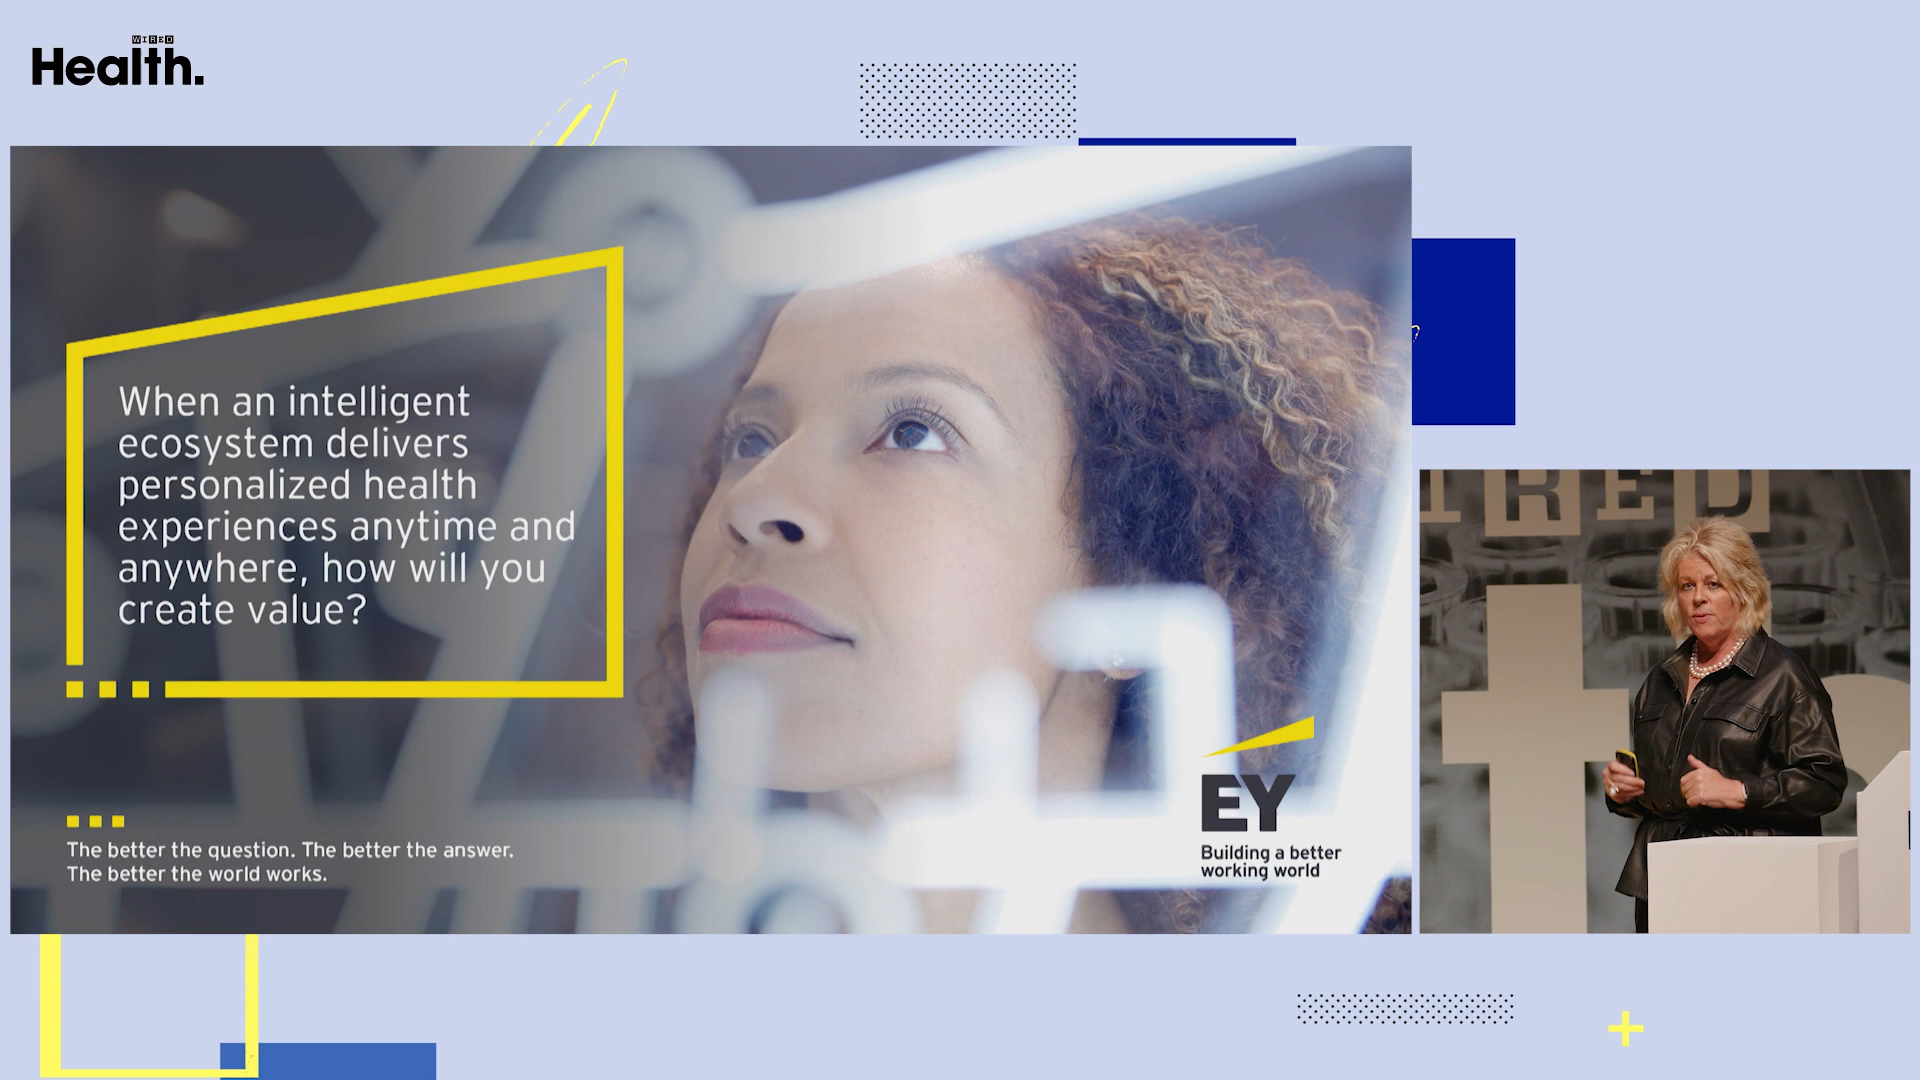 WIRED
Health.
When an intelligent
ecosystem delivers
personalized health
experiences anytime and
anywhere, how will you
create value?
The better the question. The better the answer.
The better the world works.
EY
Building a better
working world
IRED
t